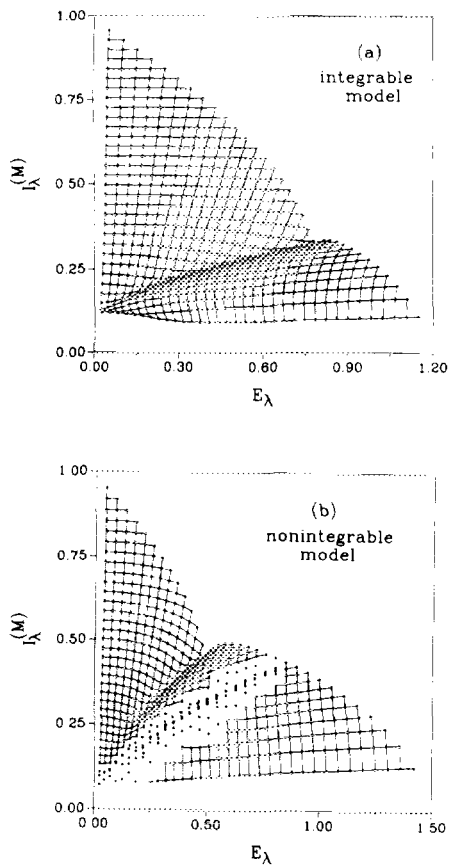 1.00
(a)
integrable
model
0.75
I_λ^(M)
0.50
0.25
0.00
0.00 0.30 0.60 0.90 1.20
E_λ
1.00
(b)
nonintegrable
model
0.75
I_λ^(M)
0.50
0.25
0.00
0.00 0.50 1.00 1.50
E_λ